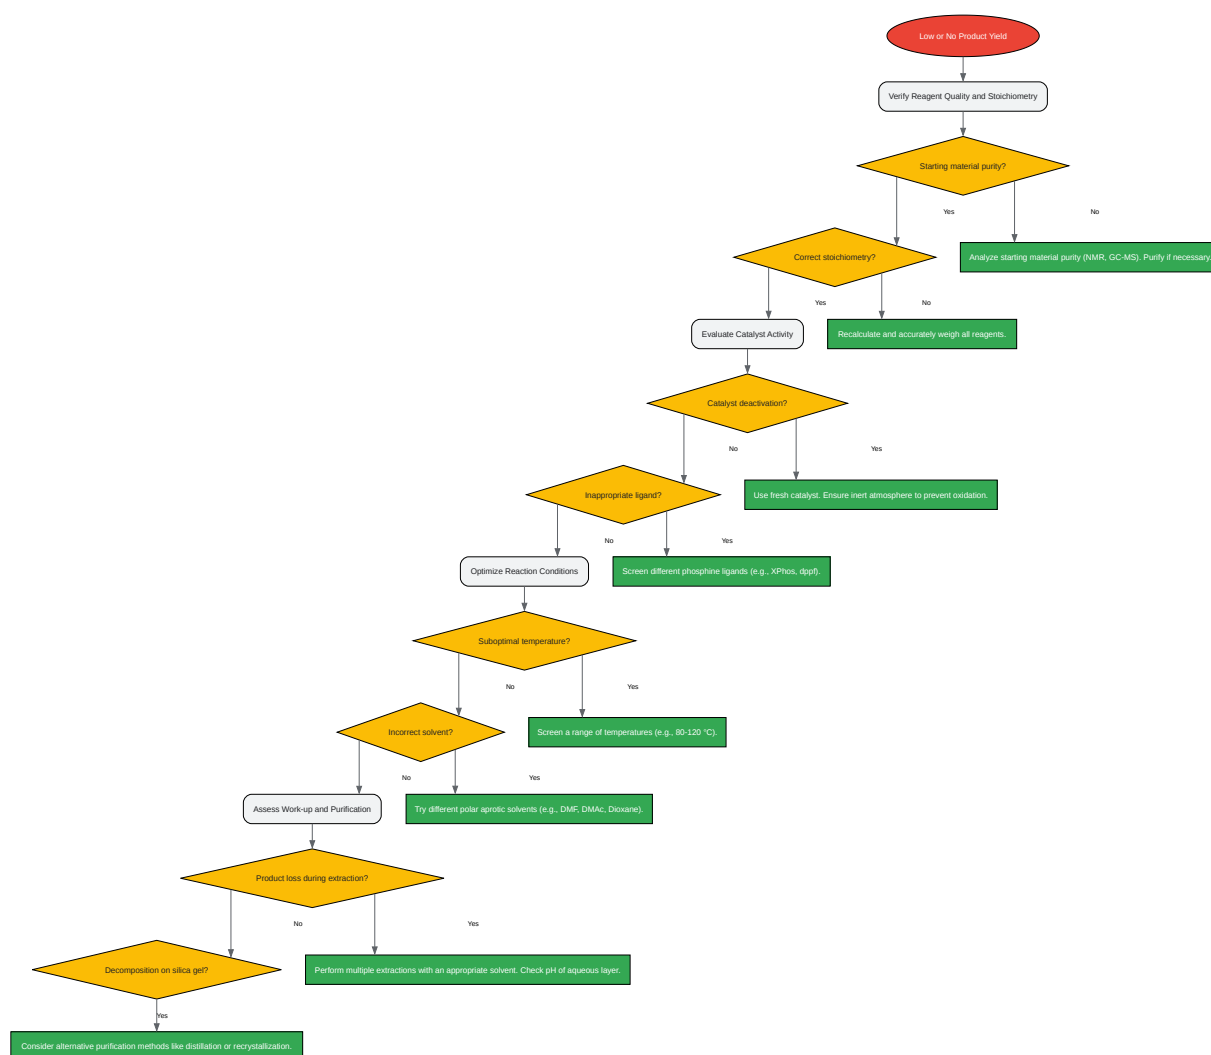 Low or No Product Yield
Verify Reagent Quality and Stoichiometry
Starting material purity?
Yes
No
Correct stoichiometry?
Analyze starting material purity (NMR, GC-MS). Purify if necessary.
Yes
No
Evaluate Catalyst Activity
Recalculate and accurately weigh all reagents.
Catalyst deactivation?
No
Yes
Inappropriate ligand?
Use fresh catalyst. Ensure inert atmosphere to prevent oxidation.
No
Yes
Optimize Reaction Conditions
Screen different phosphine ligands (e.g., XPhos, dppf).
Suboptimal temperature?
No
Yes
Incorrect solvent?
Screen a range of temperatures (e.g., 80-120 °C).
No
Yes
Assess Work-up and Purification
Try different polar aprotic solvents (e.g., DMF, DMAc, Dioxane).
Product loss during extraction?
No
Yes
Decomposition on silica gel?
Perform multiple extractions with an appropriate solvent. Check pH of aqueous layer.
Yes
Consider alternative purification methods like distillation or recrystallization.